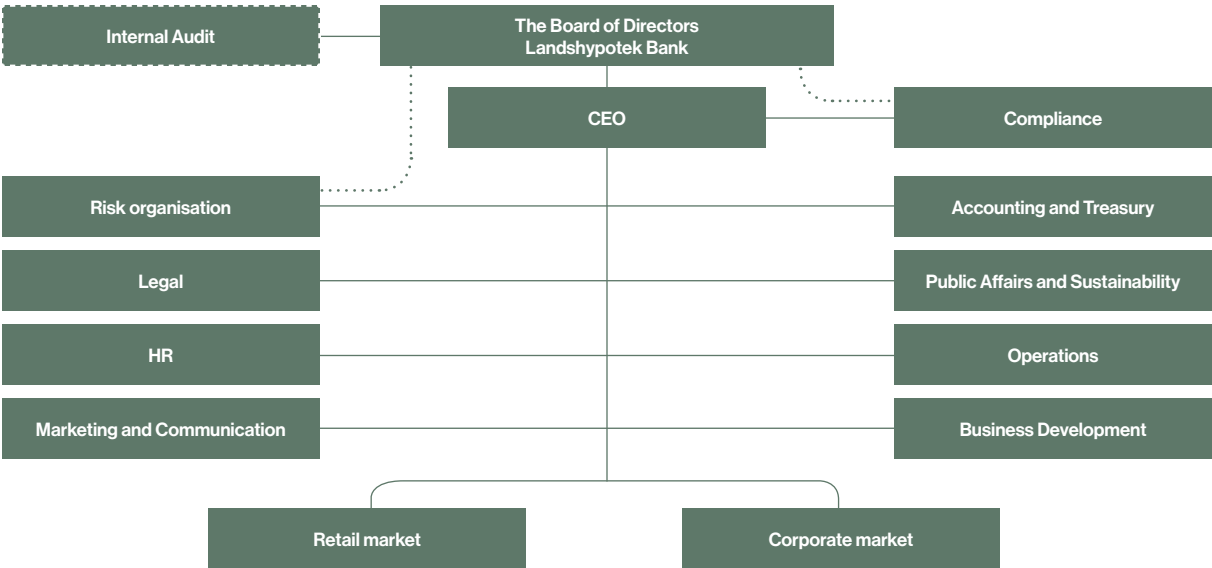 Internal Audit
The Board of Directors
Landshypotek Bank
CEO
Compliance
Risk organisation
Accounting and Treasury
Legal
Public Affairs and Sustainability
HR
Operations
Marketing and Communication
Business Development
Retail market
Corporate market